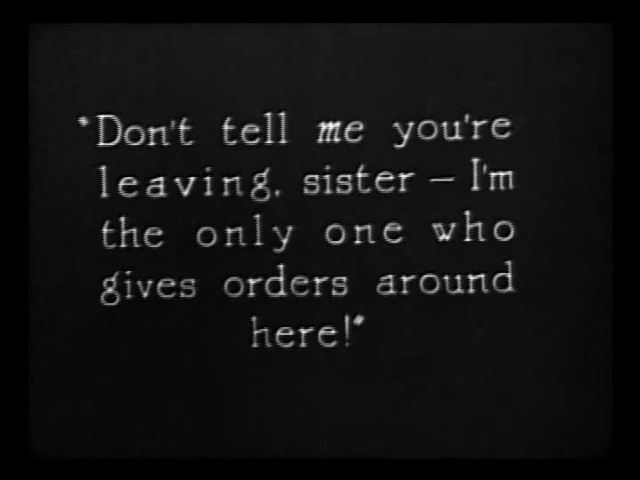 "Don't tell me you're
leaving, sister — I'm
the only one who
gives orders around
here!"